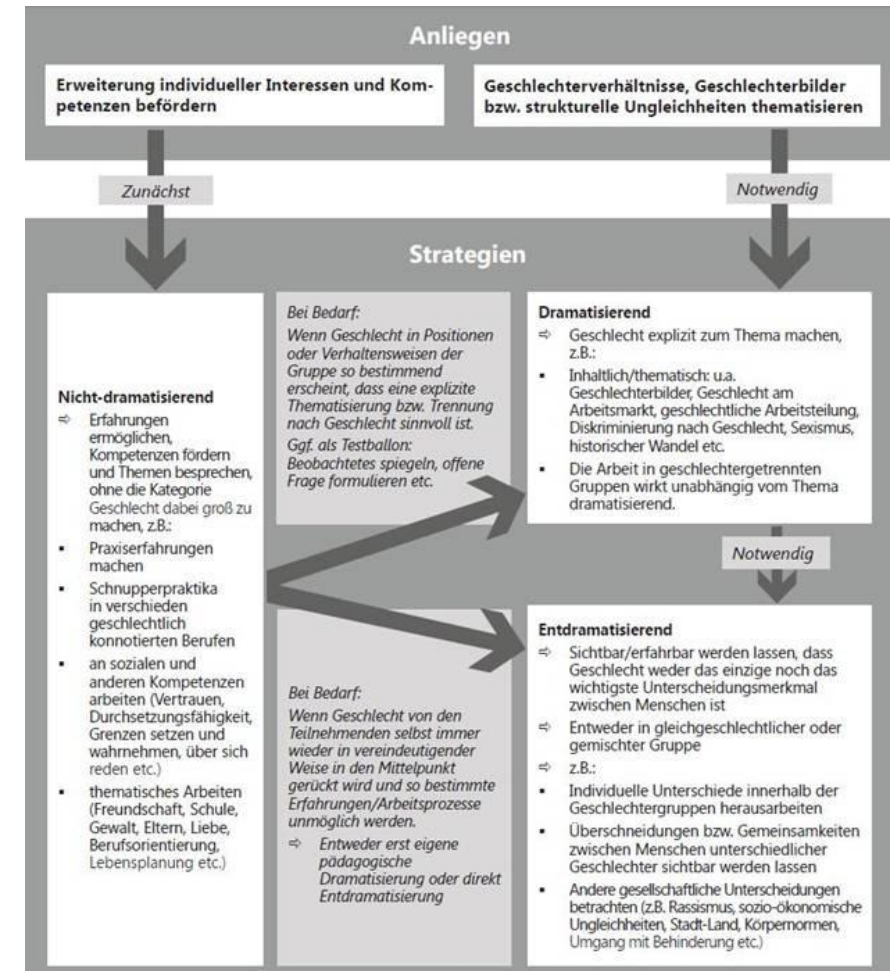 Anliegen
Erweiterung individueller Interessen und Kom-
petenzen befördern
Geschlechterverhältnisse, Geschlechterbilder
bzw. strukturelle Ungleichheiten thematisieren
Zunächst
Notwendig
Strategien
Nicht-dramatisierend
⇨ Erfahrungen
ermöglichen,
Kompetenzen fördern
und Themen besprechen,
ohne die Kategorie
Geschlecht dabei groß zu
machen, z.B.:
▪ Praxiserfahrungen
machen
▪ Schnupperpraktika
in verschieden
geschlechtlich
konnotierten Berufen
▪ an sozialen und
anderen Kompetenzen
arbeiten (Vertrauen,
Durchsetzungsfähigkeit,
Grenzen setzen und
wahrnehmen, über sich
reden etc.)
▪ thematisches Arbeiten
(Freundschaft, Schule,
Gewalt, Eltern, Liebe,
Berufsorientierung,
Lebensplanung etc.)
Bei Bedarf:
Wenn Geschlecht in Positionen
oder Verhaltensweisen der
Gruppe so bestimmend
erscheint, dass eine explizite
Thematisierung bzw. Trennung
nach Geschlecht sinnvoll ist.
Ggf. als Testballon:
Beobachtetes spiegeln, offene
Frage formulieren etc.
Bei Bedarf:
Wenn Geschlecht von den
Teilnehmenden selbst immer
wieder in vereindeutigender
Weise in den Mittelpunkt
gerückt wird und so bestimmte
Erfahrungen/Arbeitsprozesse
unmöglich werden.
⇨ Entweder erst eigene
pädagogische
Dramatisierung oder direkt
Entdramatisierung
Dramatisierend
⇨ Geschlecht explizit zum Thema machen,
z.B.:
▪ Inhaltlich/thematisch: u.a.
Geschlechterbilder, Geschlecht am
Arbeitsmarkt, geschlechtliche Arbeitsteilung,
Diskriminierung nach Geschlecht, Sexismus,
historischer Wandel etc.
▪ Die Arbeit in geschlechtergetrennten
Gruppen wirkt unabhängig vom Thema
dramatisierend.
Notwendig
Entdramatisierend
⇨ Sichtbar/erfahrbar werden lassen, dass
Geschlecht weder das einzige noch das
wichtigste Unterscheidungsmerkmal
zwischen Menschen ist
⇨ Entweder in gleichgeschlechtlicher oder
gemischter Gruppe
⇨ z.B.:
▪ Individuelle Unterschiede innerhalb der
Geschlechtergruppen herausarbeiten
▪ Überschneidungen bzw. Gemeinsamkeiten
zwischen Menschen unterschiedlicher
Geschlechter sichtbar werden lassen
▪ Andere gesellschaftliche Unterscheidungen
betrachten (z.B. Rassismus, sozio-ökonomische
Ungleichheiten, Stadt-Land, Körpernormen,
Umgang mit Behinderung etc.)